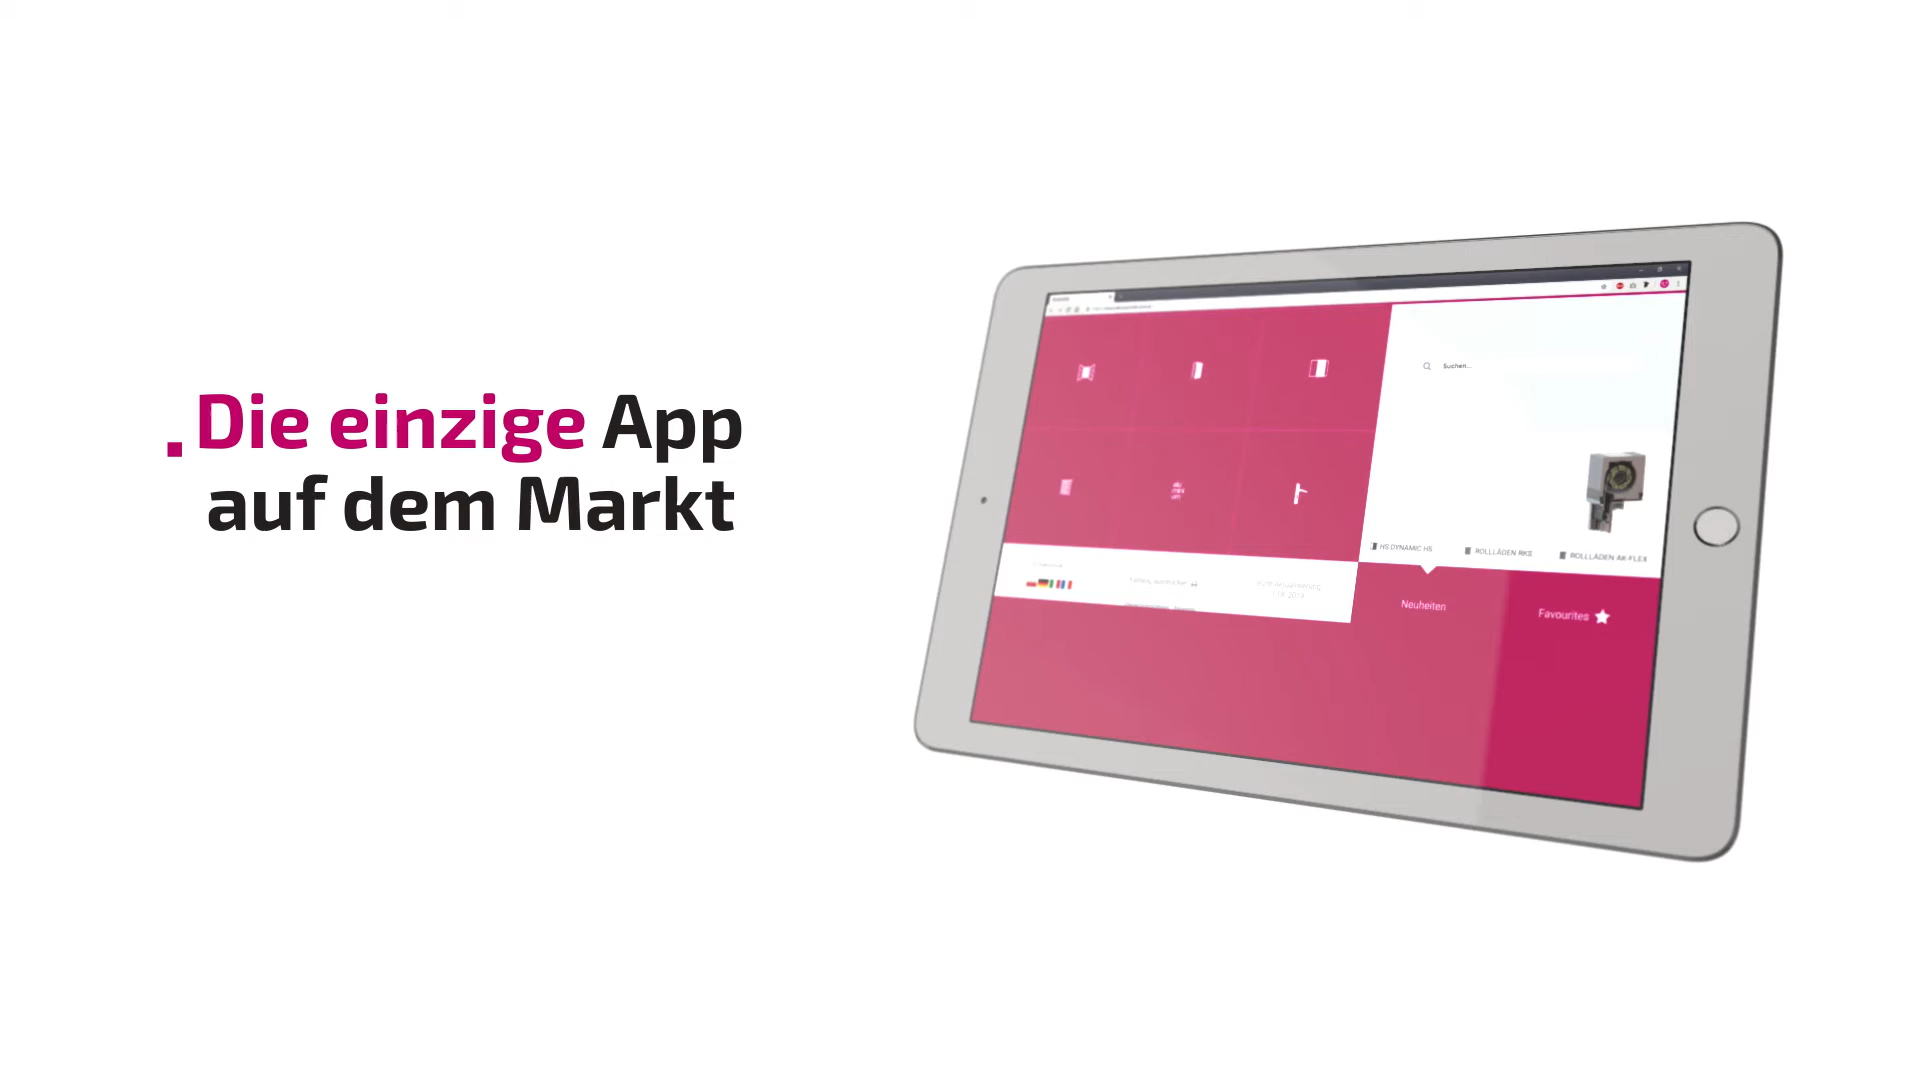 Die einzige App
auf dem Markt
Suchen...
HS DYNAMIC HS
ROLLLÄDEN RKS
ROLLLÄDEN AK-FLEX
Neuheiten
Favourites